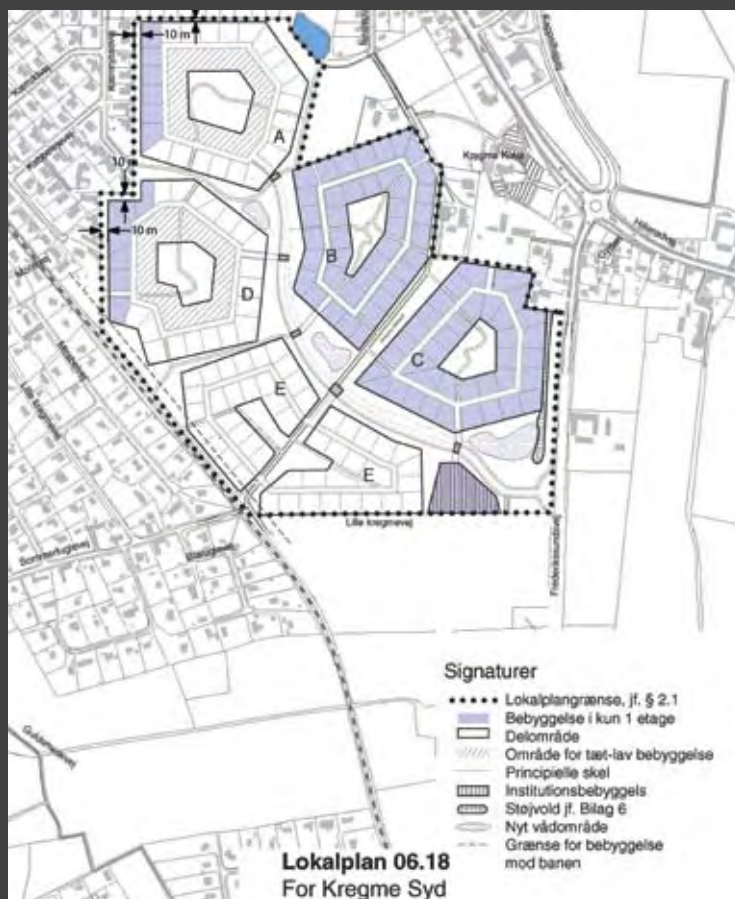 10 m
A
Kregme Kirke
10 m
10 m
B
D
C
E
E
Lille kregmevej
Frederikssundsvej
Sommerfuglevej
Signaturer
Lokalplangrænse, jf. § 2.1
Bebyggelse i kun 1 etage
Delområde
Område for tæt-lav bebyggelse
Principielle skel
Institutionsbebyggels
Støjvold jf. Bilag 6
Nyt vådområde
Grænse for bebyggelse
mod banen
Lokalplan 06.18
For Kregme Syd